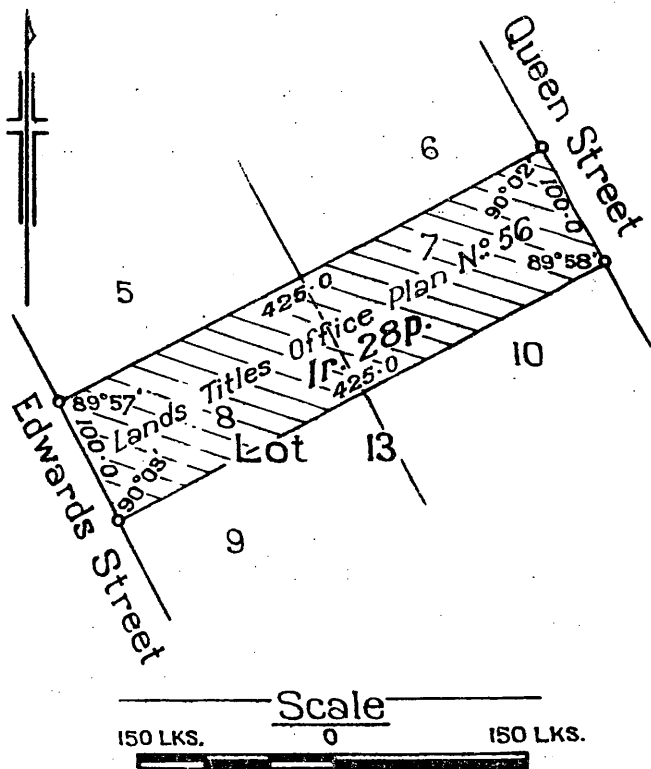 Queen Street
6
90°02'
100·0
7
89°58'
5
425·0
Lands Titles Office Plan No. 56
1r. 28p.
425·0
10
89°57'
100·0
8
90°03'
Lot 13
9
Edwards Street
Scale
150 LKS. 0 150 LKS.